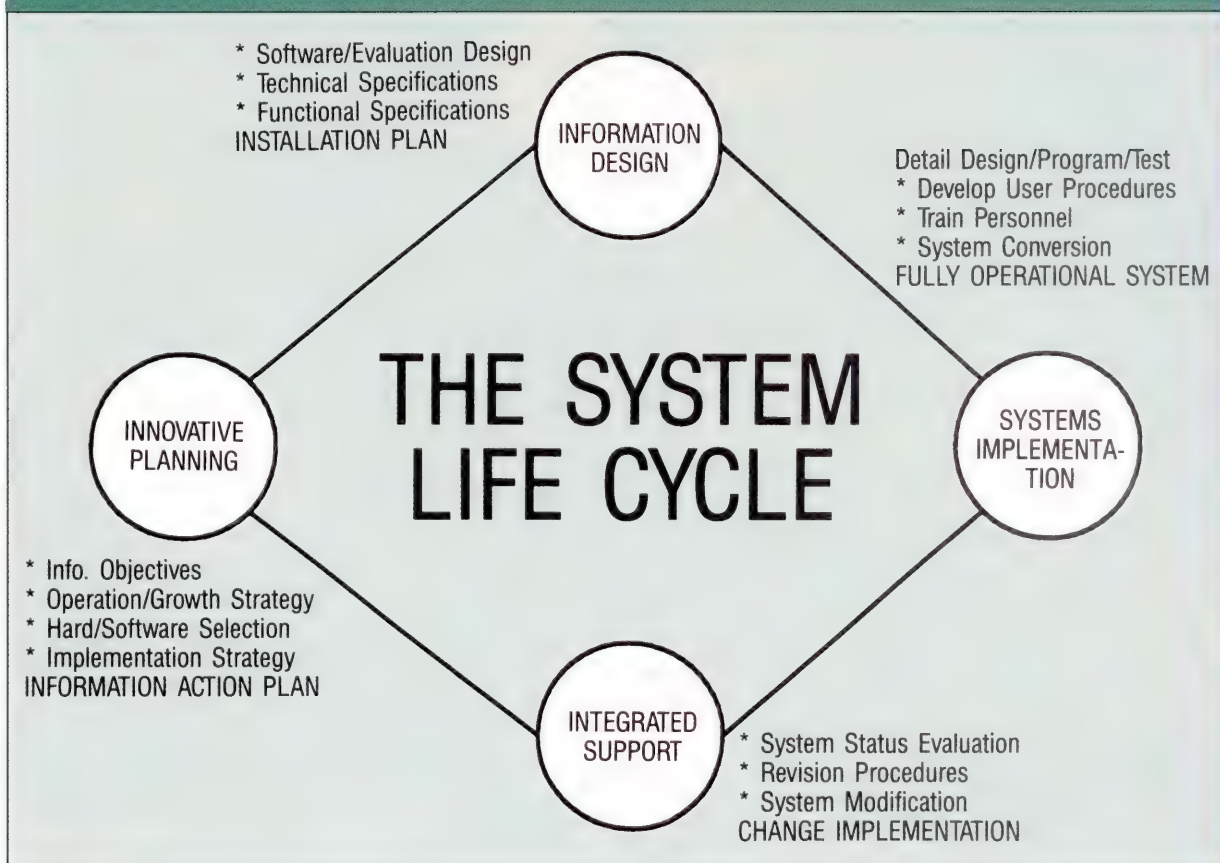 * Software/Evaluation Design
* Technical Specifications
* Functional Specifications
INSTALLATION PLAN
INFORMATION
DESIGN
Detail Design/Program/Test
* Develop User Procedures
* Train Personnel
* System Conversion
FULLY OPERATIONAL SYSTEM
THE SYSTEM
LIFE CYCLE
INNOVATIVE
PLANNING
SYSTEMS
IMPLEMENTA-
TION
* Info. Objectives
* Operation/Growth Strategy
* Hard/Software Selection
* Implementation Strategy
INFORMATION ACTION PLAN
INTEGRATED
SUPPORT
* System Status Evaluation
* Revision Procedures
* System Modification
CHANGE IMPLEMENTATION